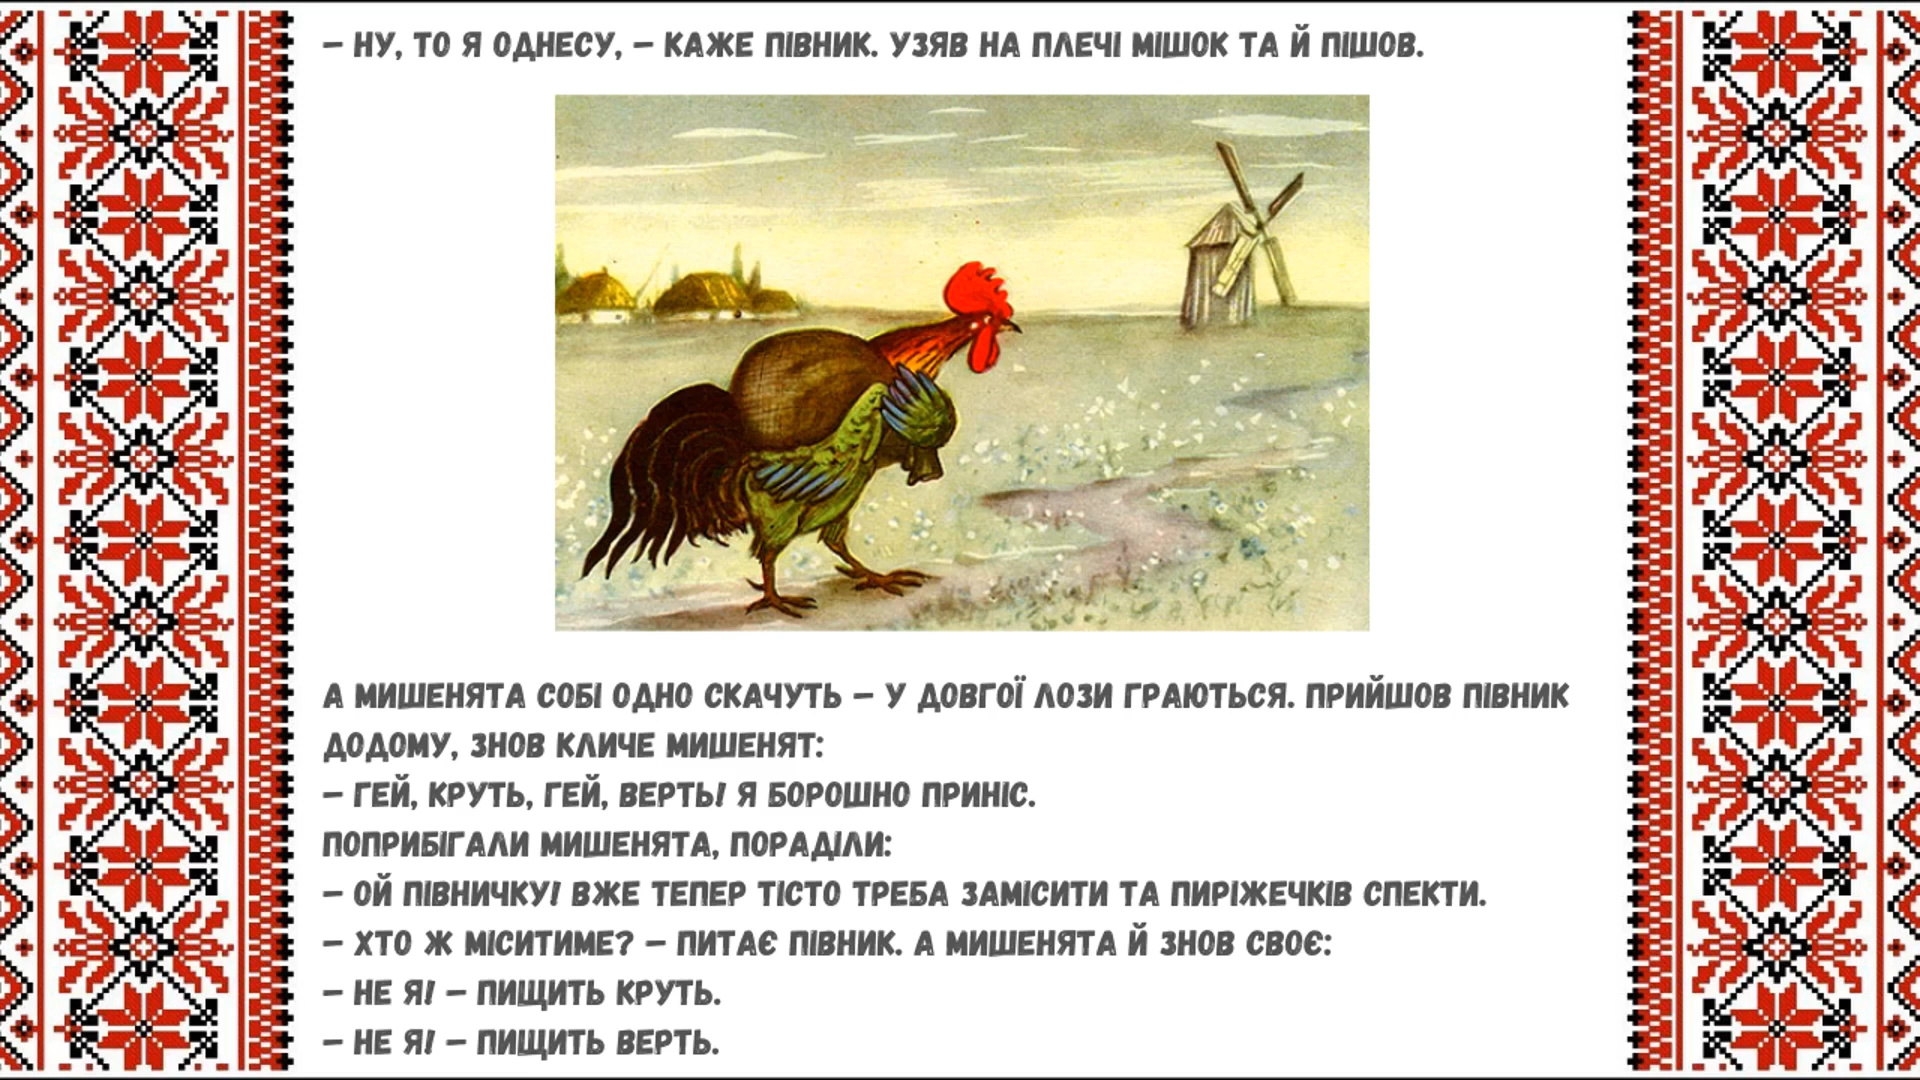 – НУ, ТО Я ОДНЕСУ, – КАЖЕ ПІВНИК. УЗЯВ НА ПЛЕЧІ МІШОК ТА Й ПІШОВ.
А МИШЕНЯТА СОБІ ОДНО СКАЧУТЬ – У ДОВГОЇ ЛОЗИ ГРАЮТЬСЯ. ПРИЙШОВ ПІВНИК
ДОДОМУ, ЗНОВ КЛИЧЕ МИШЕНЯТ:
– ГЕЙ, КРУТЬ, ГЕЙ, ВЕРТЬ! Я БОРОШНО ПРИНІС.
ПОПРИБІГАЛИ МИШЕНЯТА, ПОРАДІЛИ:
– ОЙ ПІВНИЧКУ! ВЖЕ ТЕПЕР ТІСТО ТРЕБА ЗАМІСИТИ ТА ПИРІЖЕЧКІВ СПЕКТИ.
– ХТО Ж МІСИТИМЕ? – ПИТАЄ ПІВНИК. А МИШЕНЯТА Й ЗНОВ СВОЄ:
– НЕ Я! – ПИЩИТЬ КРУТЬ.
– НЕ Я! – ПИЩИТЬ ВЕРТЬ.